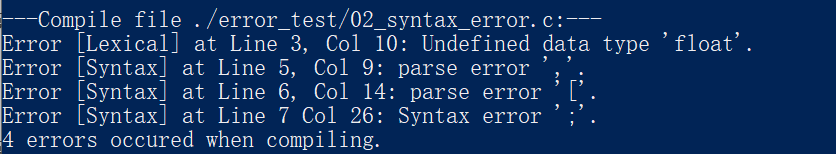 ---Compile file ./error_test/02_syntax_error.c:---
Error [Lexical] at Line 3, Col 10: Undefined data type 'float'.
Error [Syntax] at Line 5, Col 9: parse error ','.
Error [Syntax] at Line 6, Col 14: parse error '['.
Error [Syntax] at Line 7 Col 26: Syntax error ';'.
4 errors occured when compiling.